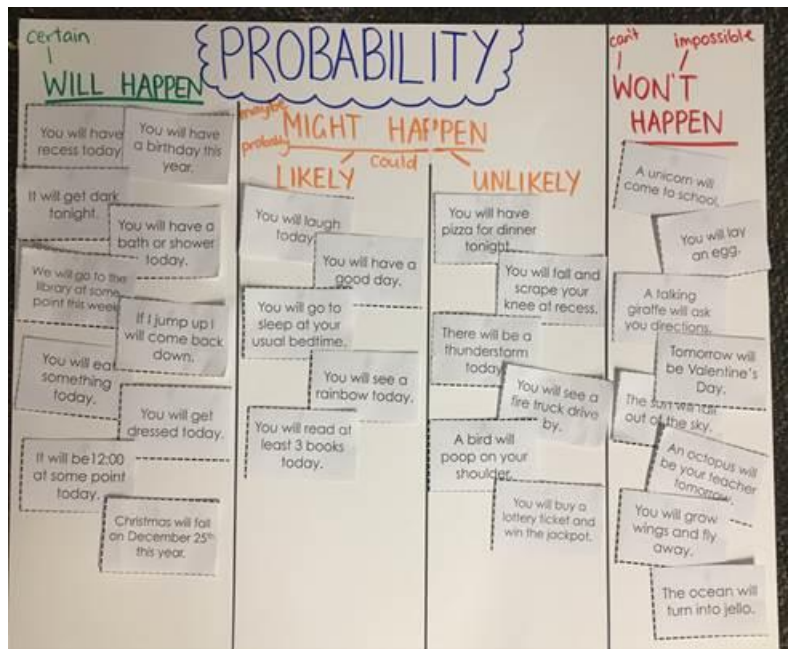 PROBABILITY
certain
WILL HAPPEN
You will have
recess today.
You will have
a birthday this
year.
It will get dark
tonight.
You will have a
bath or shower
today.
We will go to the
library at some
point this week
If I jump up I
will come back
down.
You will eat
something
today.
You will get
dressed today.
It will be 12:00
at some point
today.
Christmas will fall
on December 25th
this year.
maybe
probably
MIGHT HAPPEN
could
LIKELY
You will laugh
today
You will have a
good day.
You will go to
sleep at your
usual bedtime.
You will see a
rainbow today.
You will read at
least 3 books
today.
UNLIKELY
You will have
pizza for dinner
tonight
You will fall and
scrape your
knee at recess.
There will be a
thunderstorm
today
You will see a
fire truck drive
by.
A bird will
poop on your
shoulder.
You will buy a
lottery ticket and
win the jackpot.
can't
impossible
WON'T
HAPPEN
A unicorn will
come to school.
You will lay
an egg.
A talking
giraffe will ask
you directions.
Tomorrow will
be Valentine's
Day.
The sun will fall
out of the sky.
An octopus will
be your teacher
tomorrow.
You will grow
wings and fly
away.
The ocean will
turn into jello.